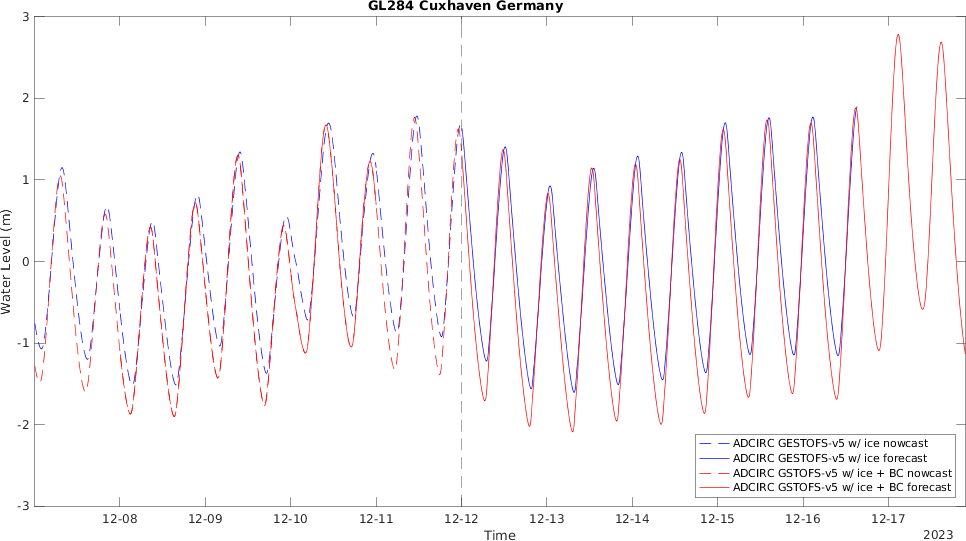 GL284 Cuxhaven Germany
3
2
1
0
-1
-2
-3
Water Level (m)
ADCIRC GESTOFS-v5 w/ ice nowcast
ADCIRC GESTOFS-v5 w/ ice forecast
ADCIRC GSTOFS-v5 w/ ice + BC nowcast
ADCIRC GSTOFS-v5 w/ ice + BC forecast
12-08 12-09 12-10 12-11 12-12 12-13 12-14 12-15 12-16 12-17
Time
2023